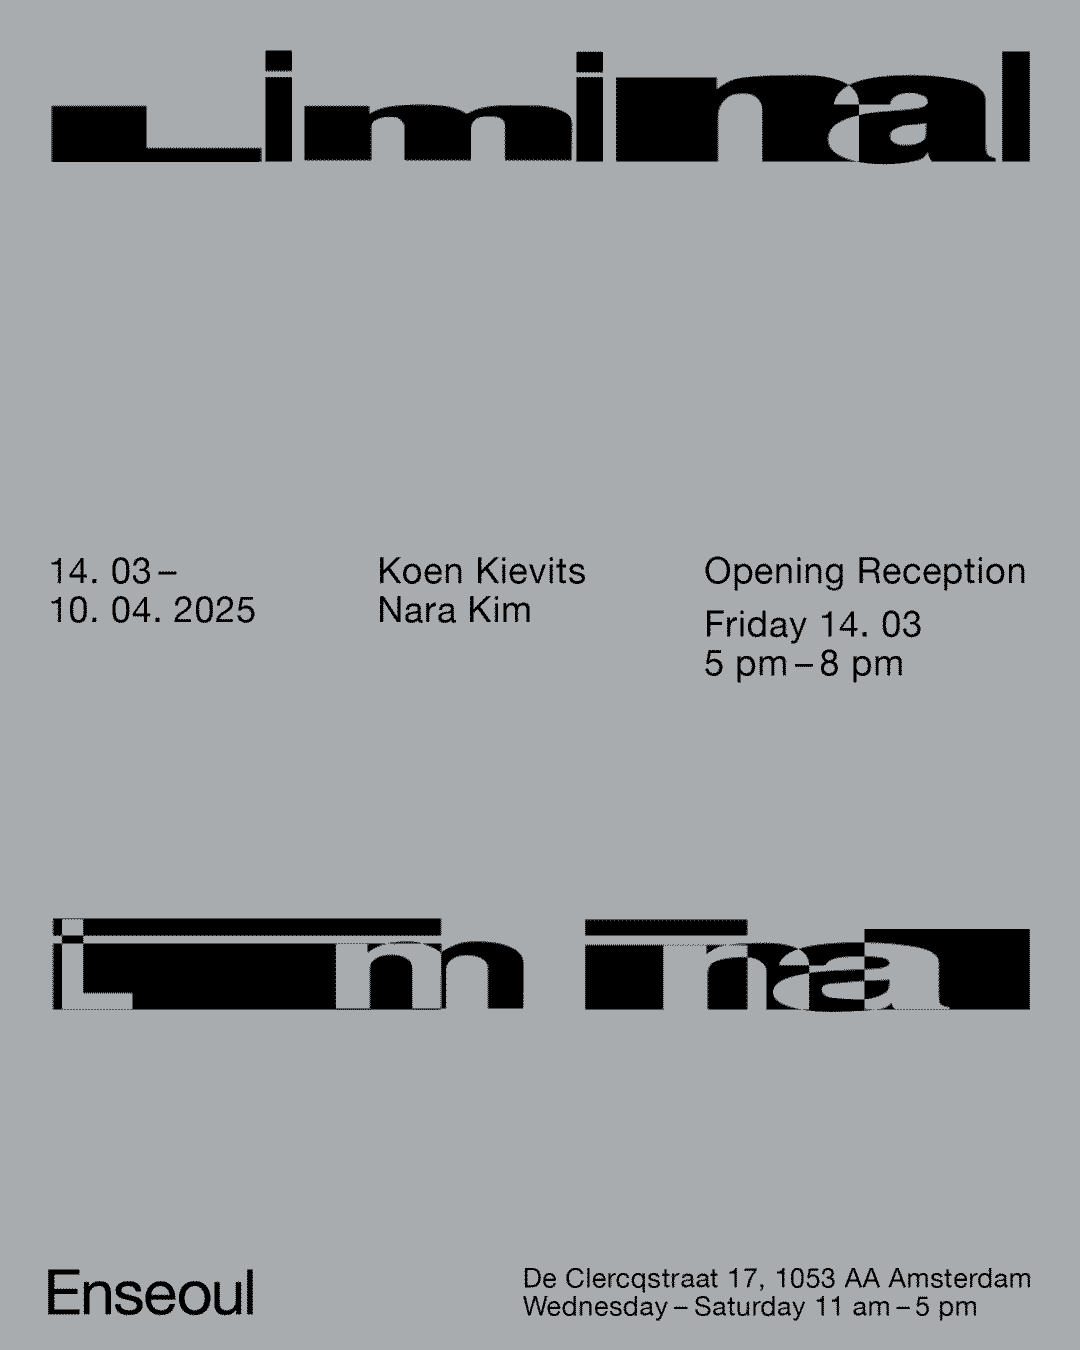 Liminal
14. 03 –
10. 04. 2025
Koen Kievits
Nara Kim
Opening Reception
Friday 14. 03
5 pm – 8 pm
Liminal
Enseoul
De Clercqstraat 17, 1053 AA Amsterdam
Wednesday – Saturday 11 am – 5 pm